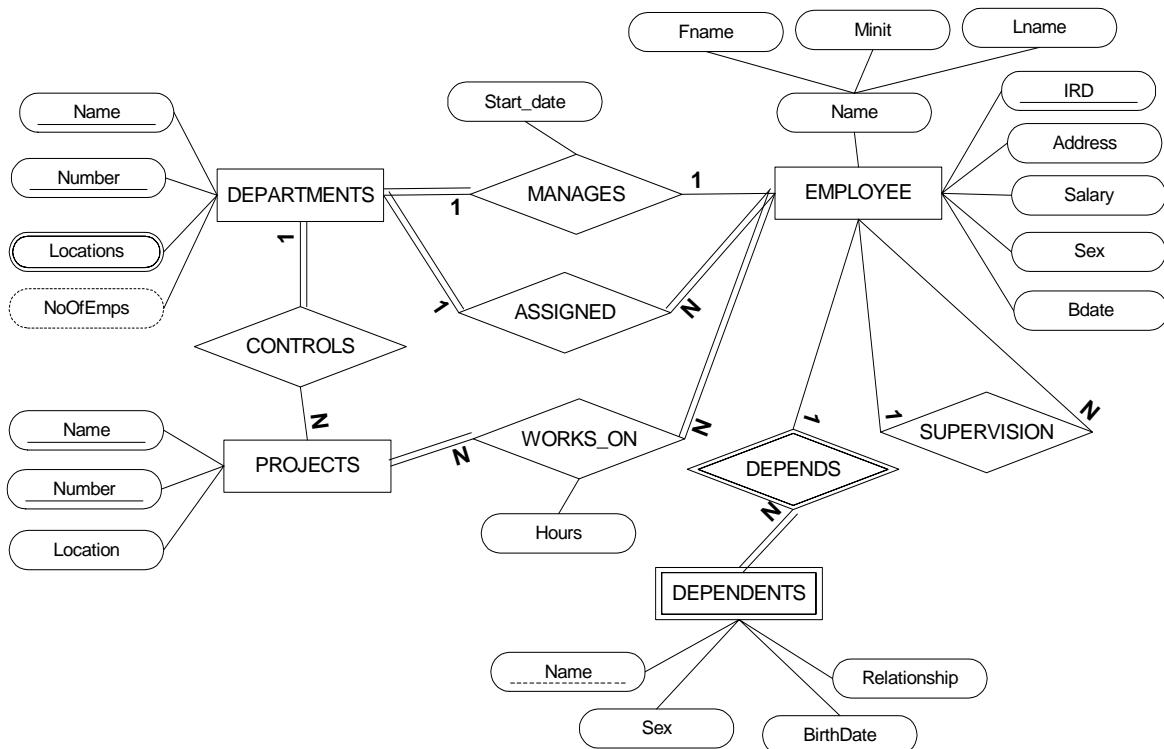 Fname
Minit
Lname
Name
Start_date
IRD
Name
Address
Number
DEPARTMENTS
1
MANAGES
1
EMPLOYEE
Salary
Locations
1
Sex
NoOfEmps
1
ASSIGNED
N
Bdate
CONTROLS
N
Name
PROJECTS
N
WORKS_ON
N
1
1
SUPERVISION
N
Number
DEPENDS
N
Location
Hours
DEPENDENTS
Name
Relationship
Sex
BirthDate